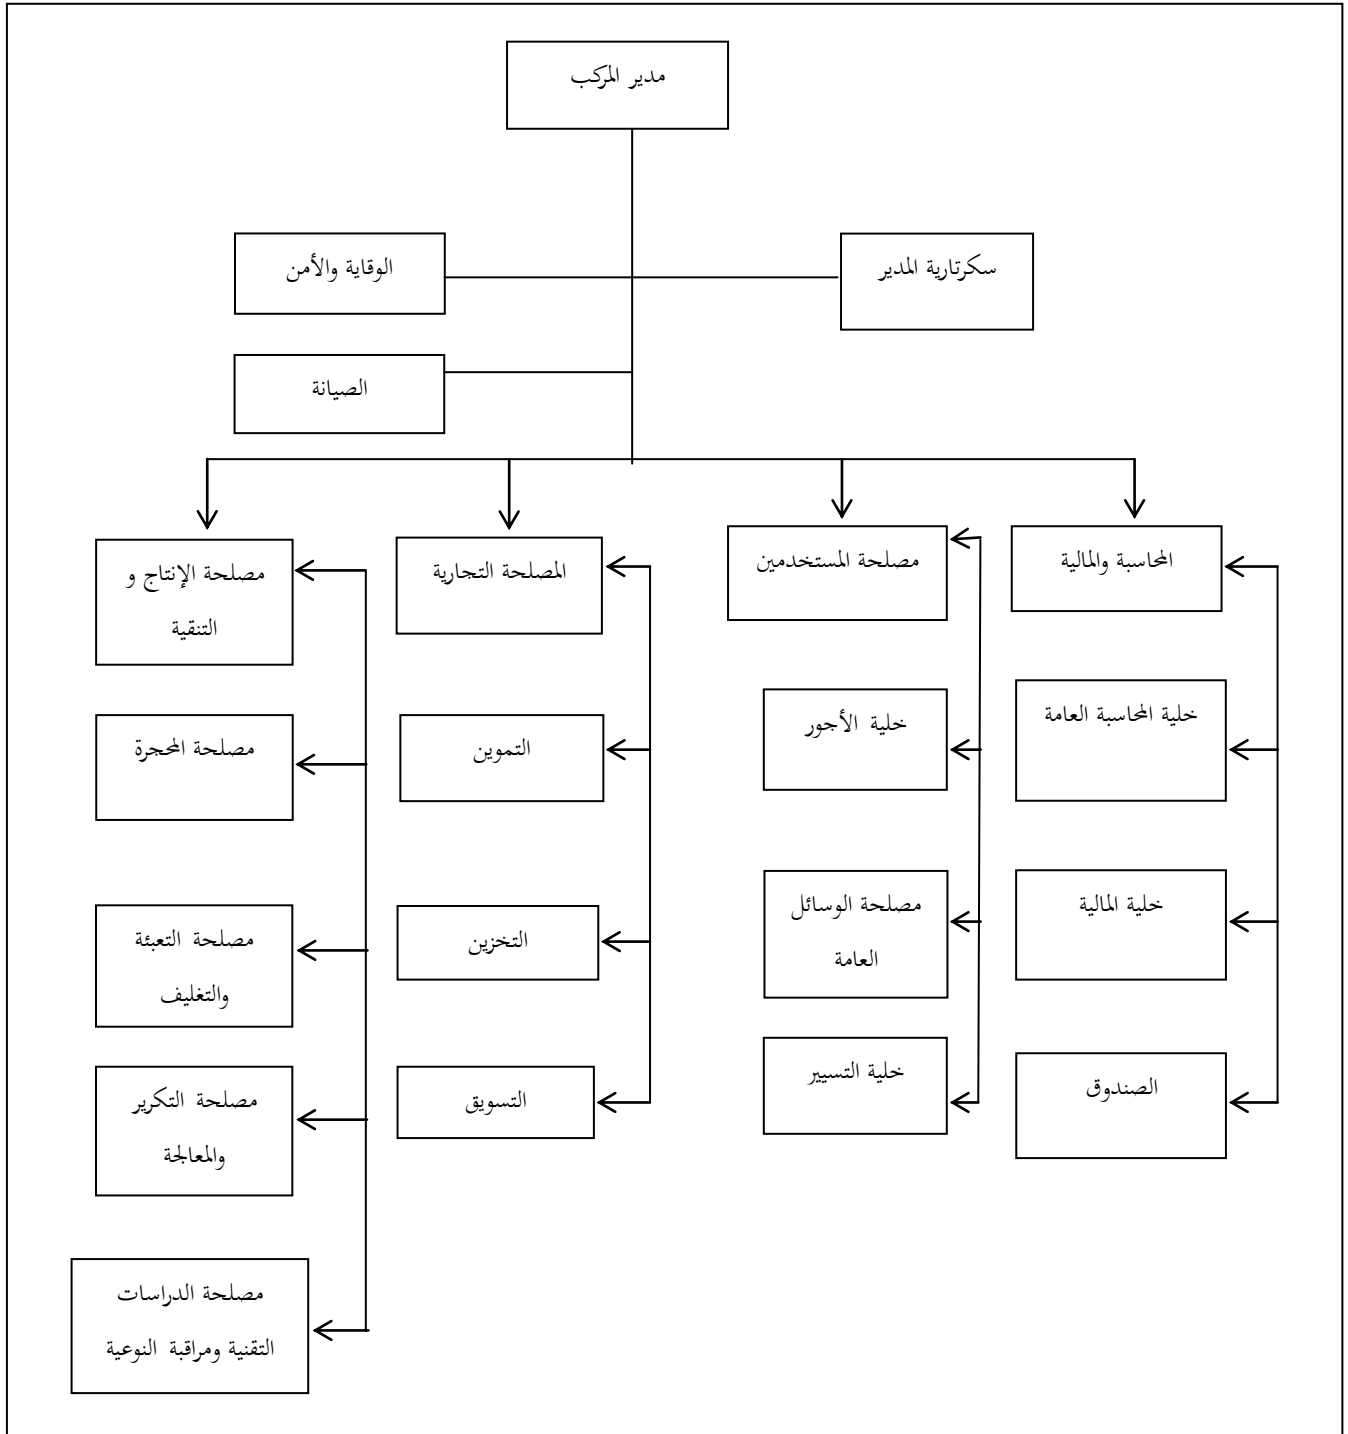 مدير المركب
سكرتارية المدير
الوقاية والأمن
الصيانة
المحاسبة والمالية
مصلحة المستخدمين
المصلحة التجارية
مصلحة الإنتاج و
التنقية
خلية المحاسبة العامة
خلية الأجور
التموين
مصلحة المحجرة
خلية المالية
مصلحة الوسائل
العامة
التخزين
مصلحة التعبئة
والتغليف
الصندوق
خلية التسيير
التسويق
مصلحة التكرير
والمعالجة
مصلحة الدراسات
التقنية ومراقبة النوعية